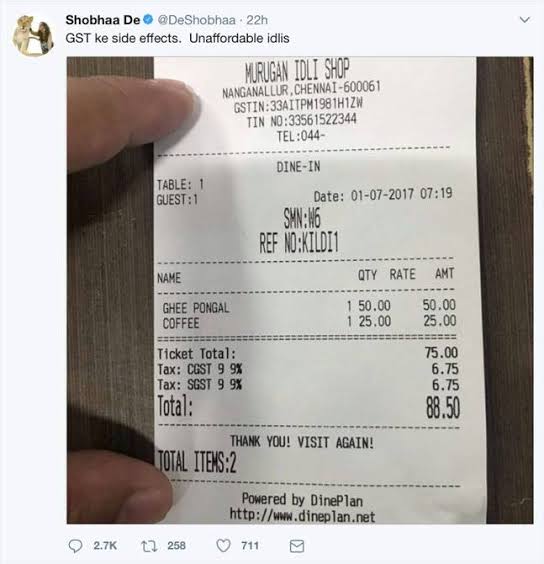 Shobhaa De @DeShobhaa · 22h
GST ke side effects. Unaffordable idlis
MURUGAN IDLI SHOP
NANGANALLUR,CHENNAI-600061
GSTIN:33AITPM1981H1ZW
TIN NO:33561522344
TEL:044-
DINE-IN
TABLE: 1
GUEST:1 Date: 01-07-2017 07:19
SMN:W6
REF NO:KILDI1
NAME QTY RATE AMT
GHEE PONGAL 1 50.00 50.00
COFFEE 1 25.00 25.00
Ticket Total: 75.00
Tax: CGST 9 9% 6.75
Tax: SGST 9 9% 6.75
Total: 88.50
THANK YOU! VISIT AGAIN!
TOTAL ITEMS:2
Powered by DinePlan
http://www.dineplan.net
2.7K 258 711